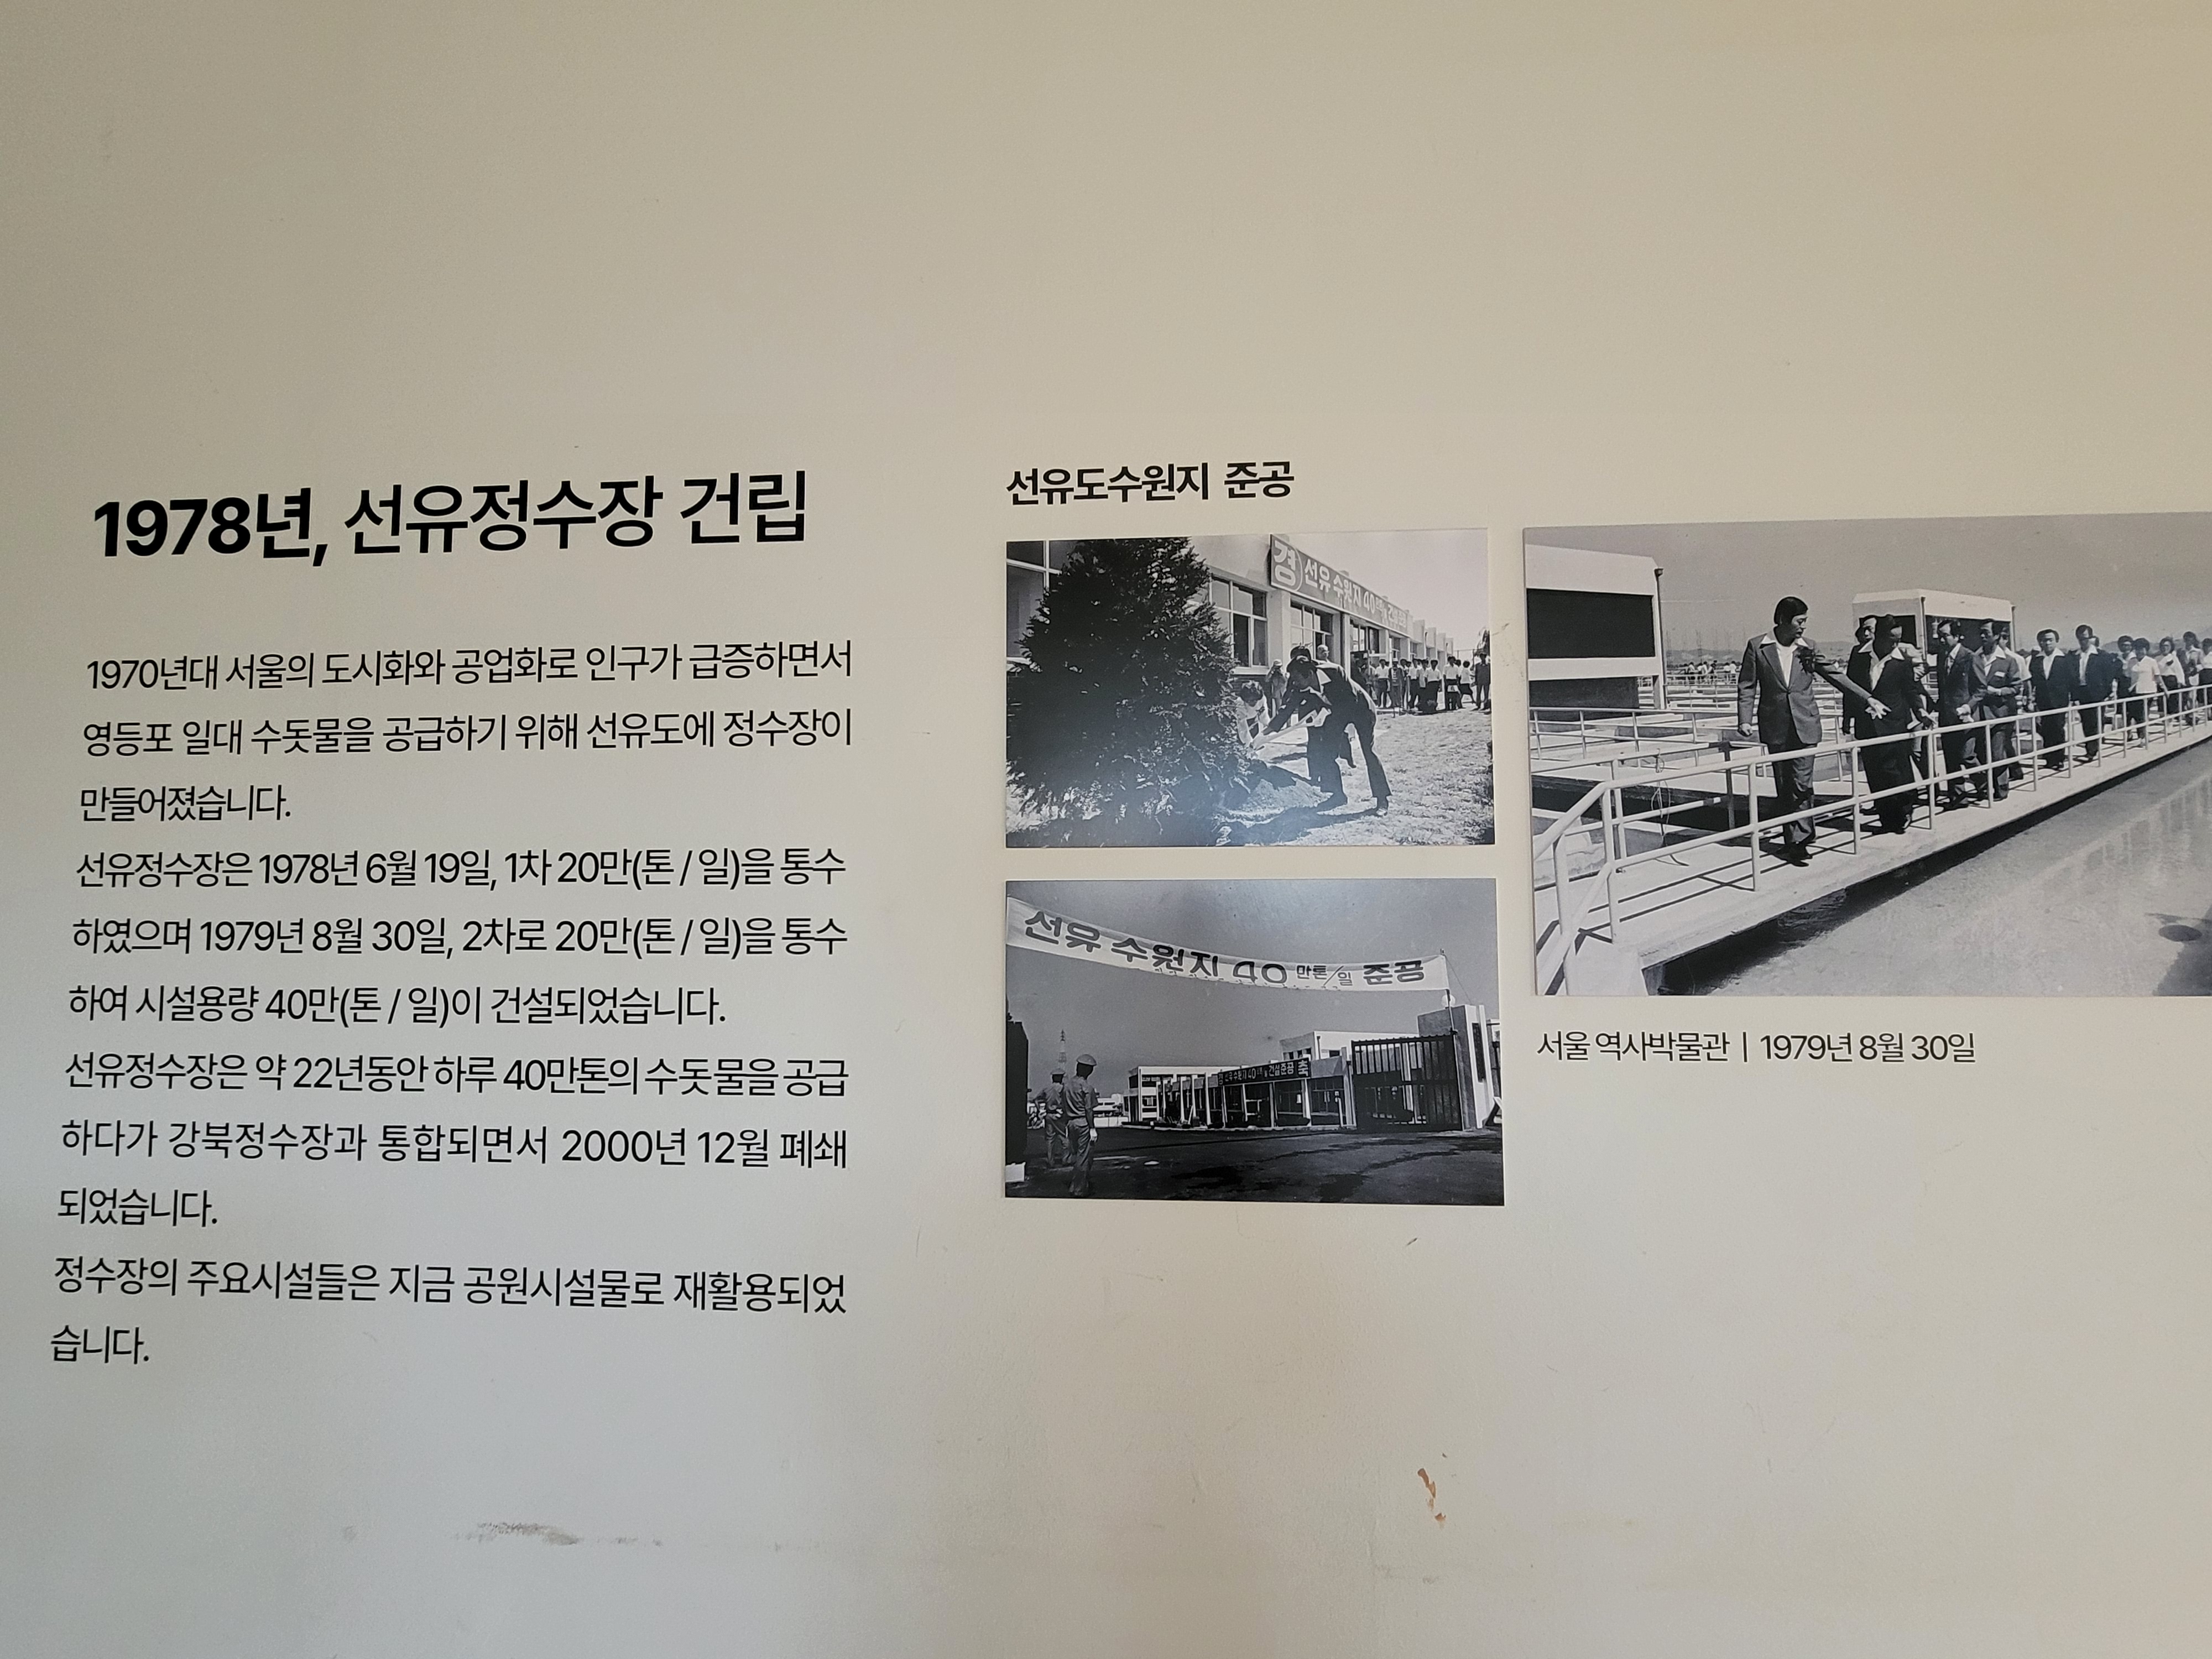 1978년, 선유정수장 건립
1970년대 서울의 도시화와 공업화로 인구가 급증하면서
영등포 일대 수돗물을 공급하기 위해 선유도에 정수장이
만들어졌습니다.
선유정수장은 1978년 6월 19일, 1차 20만(톤 / 일)을 통수
하였으며 1979년 8월 30일, 2차로 20만(톤 / 일)을 통수
하여 시설용량 40만(톤 / 일)이 건설되었습니다.
선유정수장은 약 22년동안 하루 40만톤의 수돗물을 공급
하다가 강북정수장과 통합되면서 2000년 12월 폐쇄
되었습니다.
정수장의 주요시설들은 지금 공원시설물로 재활용되었
습니다.
선유도수원지 준공
경 선유 수원지 40
선유 수원지 40 만톤/일 준공
서울 역사박물관 | 1979년 8월 30일